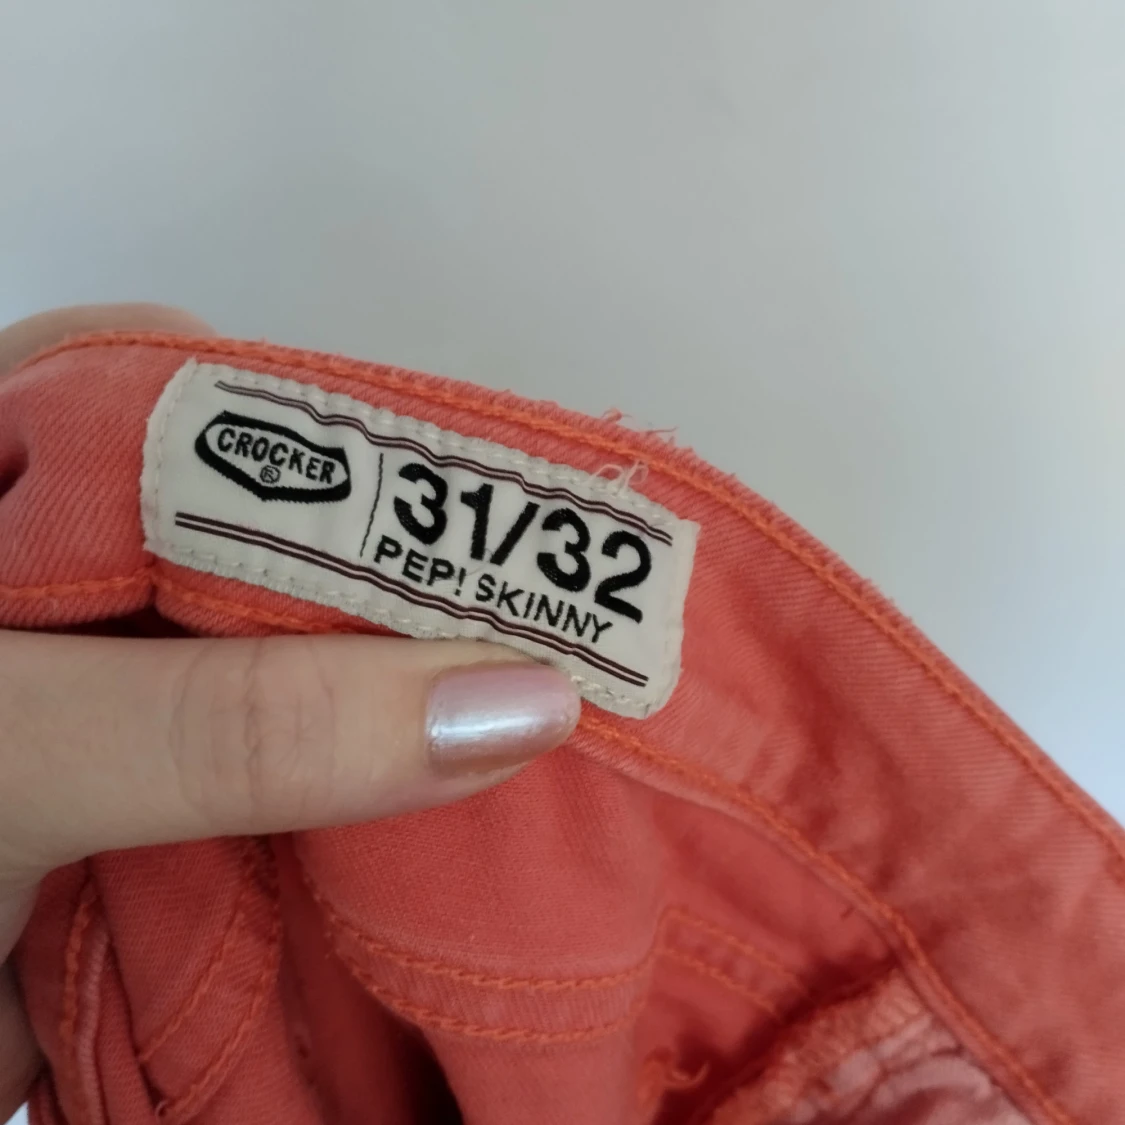 CROCKER
®
31/32
PEP! SKINNY